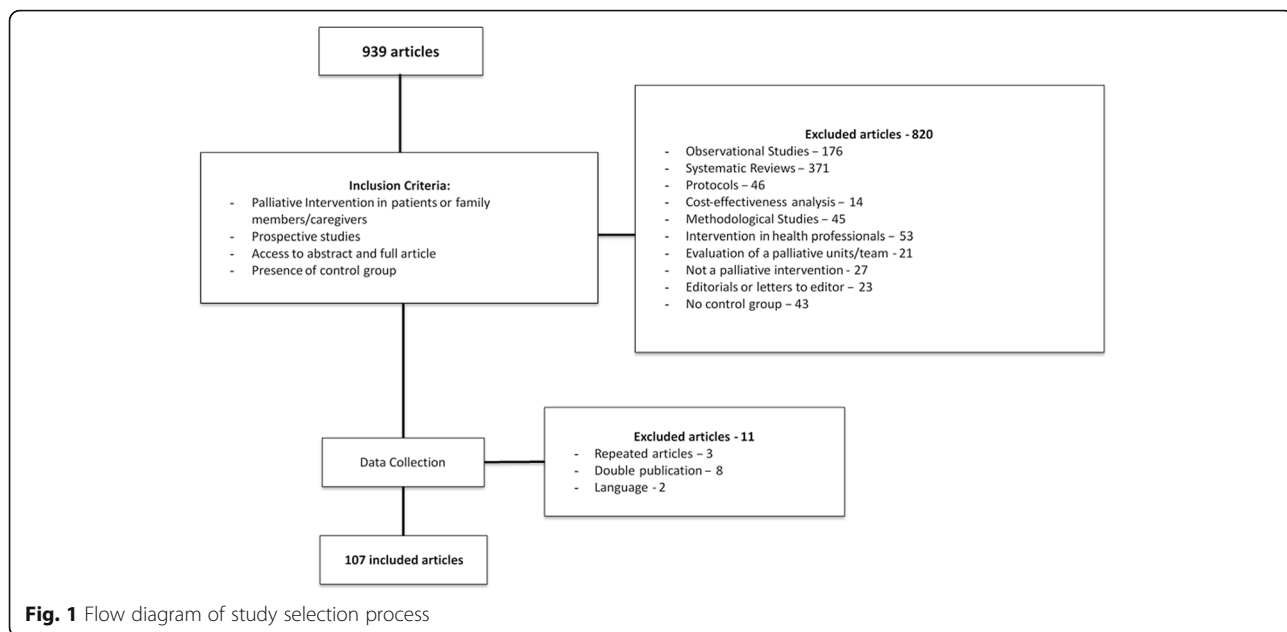 939 articles
Inclusion Criteria:
- Palliative Intervention in patients or family
members/caregivers
- Prospective studies
- Access to abstract and full article
- Presence of control group
Excluded articles - 820
- Observational Studies – 176
- Systematic Reviews – 371
- Protocols – 46
- Cost-effectiveness analysis – 14
- Methodological Studies – 45
- Intervention in health professionals – 53
- Evaluation of a palliative units/team – 21
- Not a palliative intervention - 27
- Editorials or letters to editor – 23
- No control group – 43
Data Collection
Excluded articles - 11
- Repeated articles – 3
- Double publication – 8
- Language - 2
107 included articles
Fig. 1 Flow diagram of study selection process